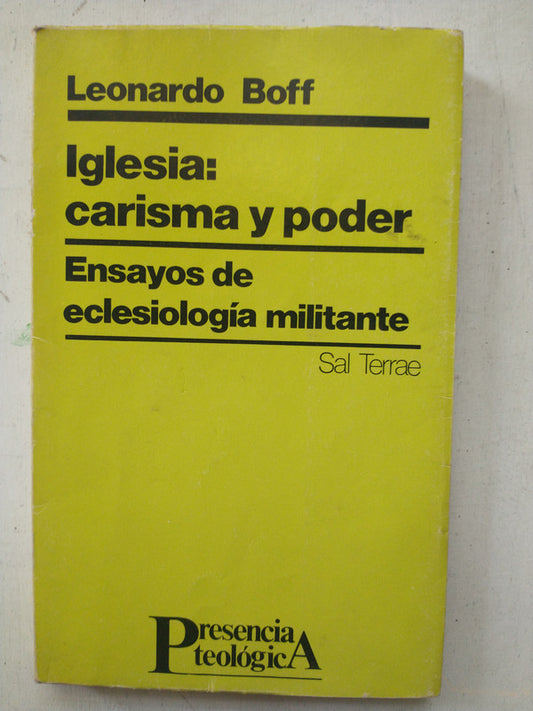 Leonardo Boff
Iglesia:
carisma y poder
Ensayos de
eclesiología militante
Sal Terrae
Presencia
teológicA